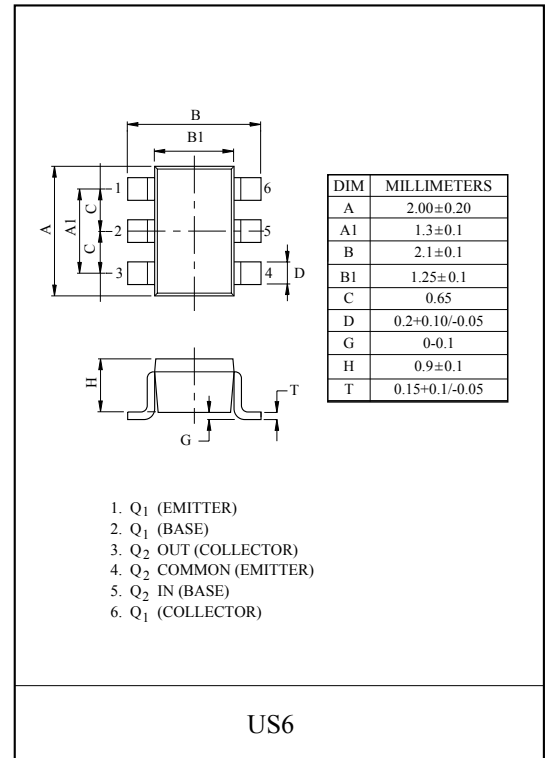 B
B1
1 6
A A1 C
2 5
C
3 4 D
H T
G
DIM MILLIMETERS
A 2.00±0.20
A1 1.3±0.1
B 2.1±0.1
B1 1.25±0.1
C 0.65
D 0.2+0.10/-0.05
G 0-0.1
H 0.9±0.1
T 0.15+0.1/-0.05
1. Q1 (EMITTER)
2. Q1 (BASE)
3. Q2 OUT (COLLECTOR)
4. Q2 COMMON (EMITTER)
5. Q2 IN (BASE)
6. Q1 (COLLECTOR)
US6